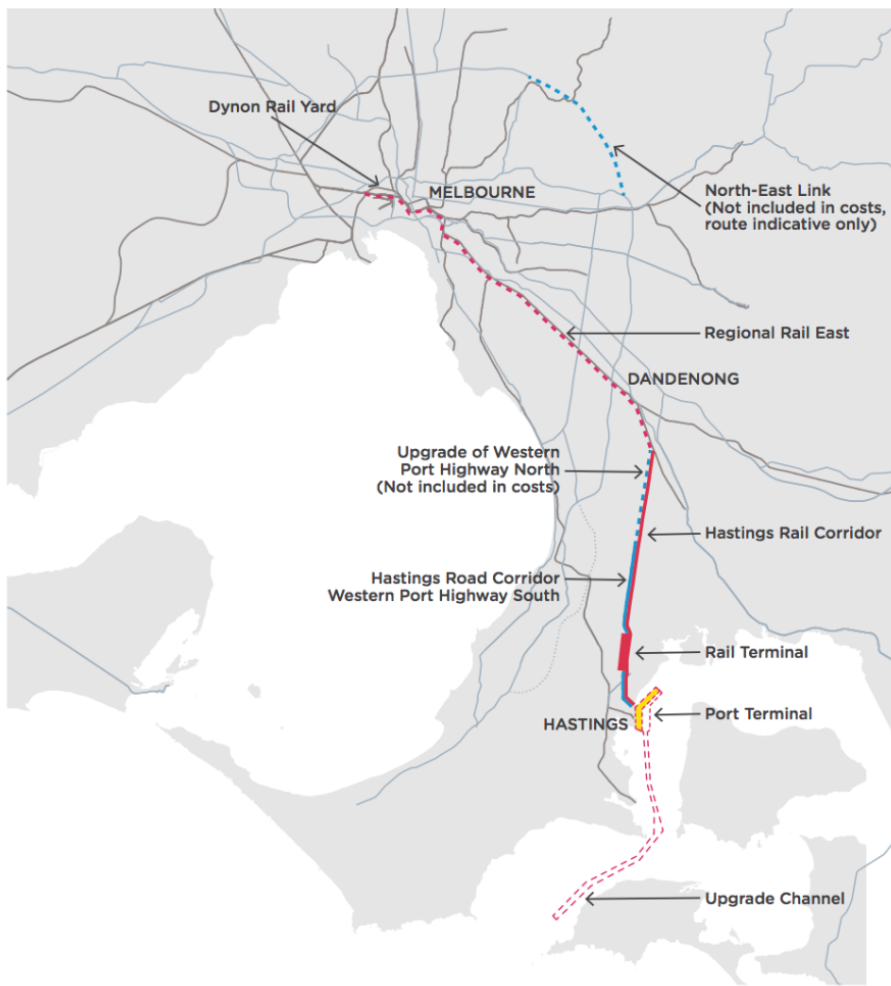 Dynon Rail Yard
MELBOURNE
North-East Link
(Not included in costs,
route indicative only)
Regional Rail East
DANDENONG
Upgrade of Western
Port Highway North
(Not included in costs)
Hastings Rail Corridor
Hastings Road Corridor
Western Port Highway South
Rail Terminal
HASTINGS
Port Terminal
Upgrade Channel